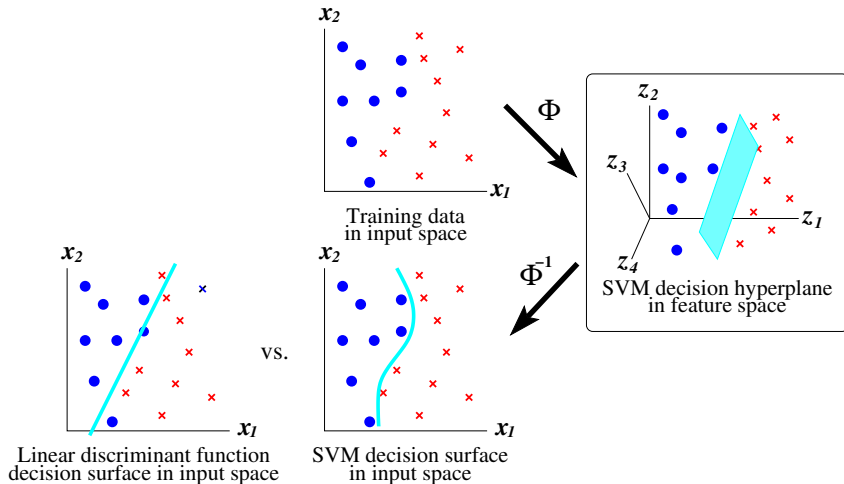 x2
x1
Training data
in input space
Φ
z2
z3
z1
z4
SVM decision hyperplane
in feature space
Φ-1
x2
x1
Linear discriminant function
decision surface in input space
vs.
x2
x1
SVM decision surface
in input space